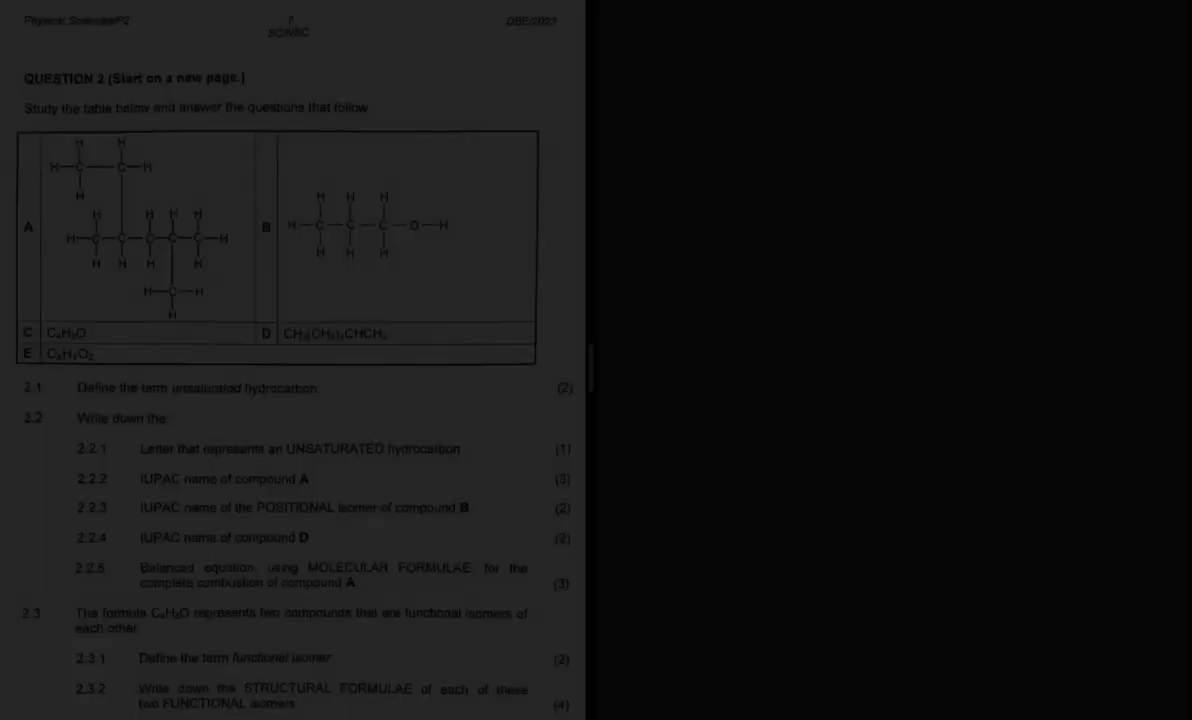 Physical Sciences/P2 7 DBE/2023
SC/NSC
QUESTION 2 (Start on a new page.)
Study the table below and answer the questions that follow.
H H
H C C H
H
A
H H H H
H C C C C C H
H H H H
H C H
H
B
H H H
H C C C O H
H H H
C
D CH3(CH2)
E
2.1 Define the term unsaturated hydrocarbon. (2)
2.2 Write down the:
2.2.1 Letter that represents an UNSATURATED hydrocarbon (1)
2.2.2 IUPAC name of compound A (3)
2.2.3 IUPAC name of the POSITIONAL isomer of compound B (2)
2.2.4 IUPAC name of compound D (2)
2.2.5 Balanced equation, using MOLECULAR FORMULAE, for the
complete combustion of compound A (3)
2.3 The formula represents two compounds that are functional isomers of
each other.
2.3.1 Define the term functional isomer. (2)
2.3.2 Write down the STRUCTURAL FORMULAE of each of these
two FUNCTIONAL isomers. (4)